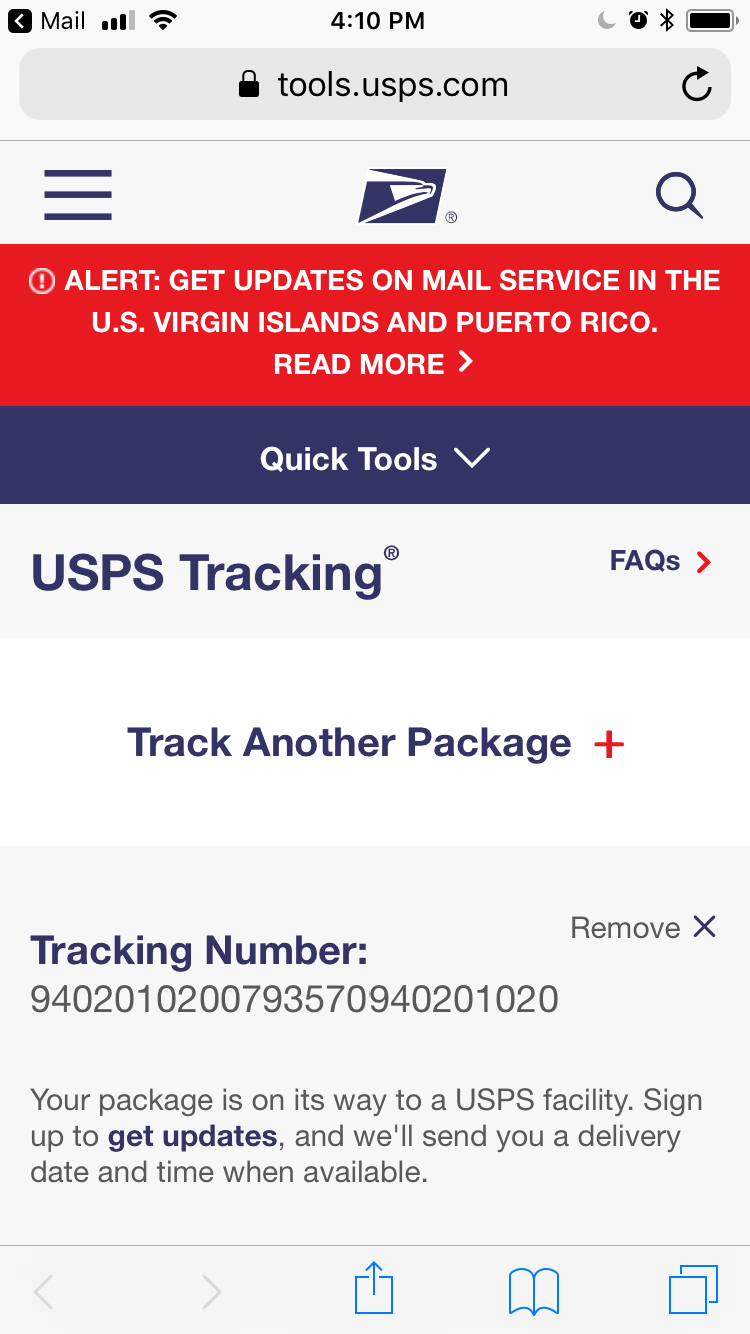 Mail 4:10 PM
tools.usps.com
®
ALERT: GET UPDATES ON MAIL SERVICE IN THE
U.S. VIRGIN ISLANDS AND PUERTO RICO.
READ MORE
Quick Tools
USPS Tracking®
FAQs
Track Another Package +
Remove
Tracking Number:
9402010200793570940201020
Your package is on its way to a USPS facility. Sign
up to get updates, and we'll send you a delivery
date and time when available.